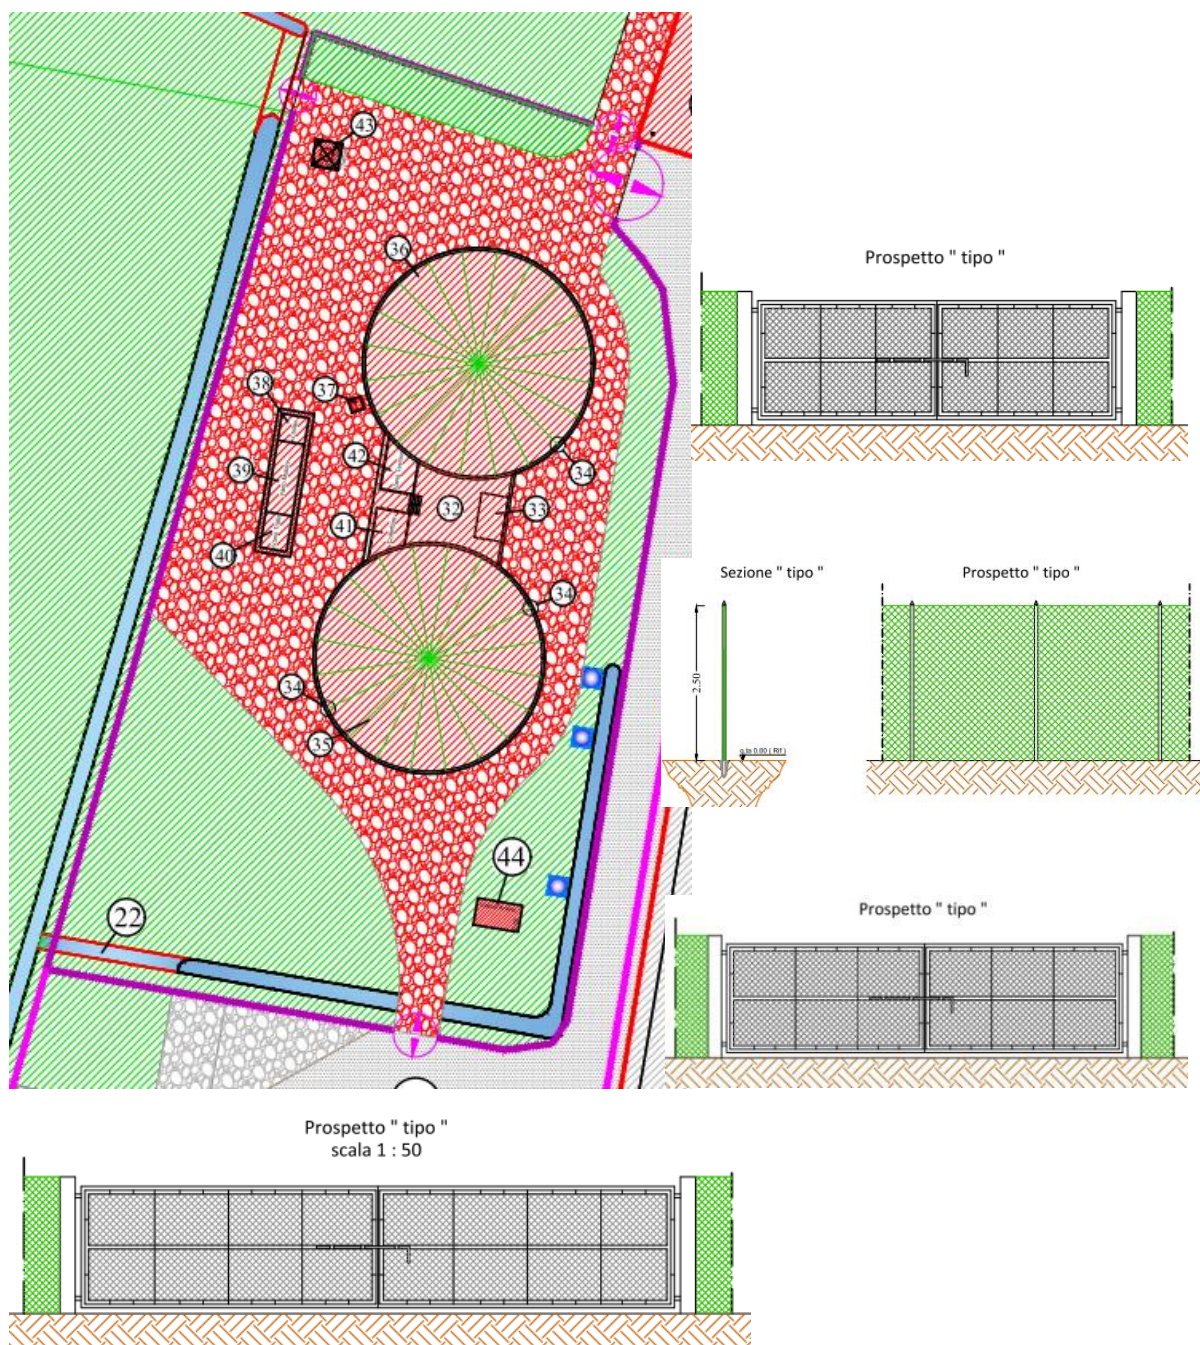 43
36
Prospetto " tipo "
38
37
42
39
34
32
33
41
40
34
34
35
44
22
Sezione " tipo "
Prospetto " tipo "
2.50
q.ta 0.00 ( Rif )
Prospetto " tipo "
Prospetto " tipo "
scala 1 : 50